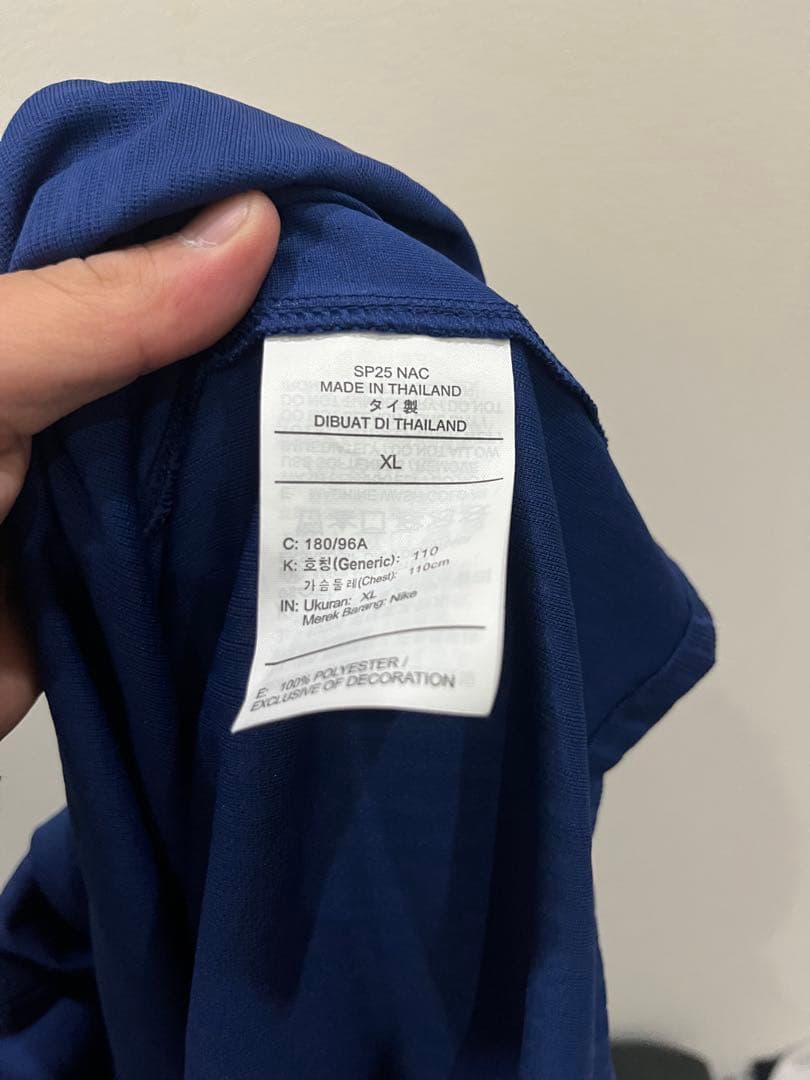 SP25 NAC
MADE IN THAILAND
タイ製
DIBUAT DI THAILAND
XL
C: 180/96A
K: 호칭(Generic): 110
가슴둘레(Chest): 110cm
IN: Ukuran: XL
Merek Barang: Nike
E: 100% POLYESTER /
EXCLUSIVE OF DECORATION